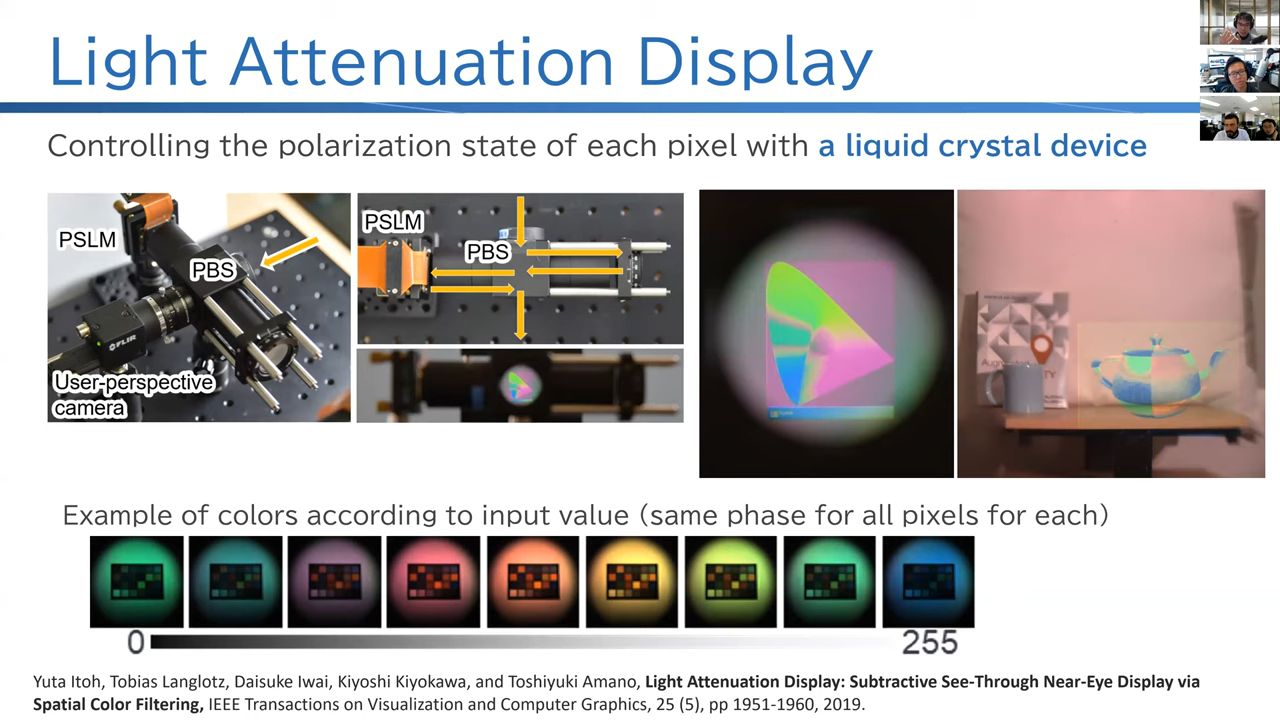 Light Attenuation Display
Controlling the polarization state of each pixel with a liquid crystal device
PSLM
PBS
FLIR
User-perspective
camera
PSLM
PBS
Example of colors according to input value (same phase for all pixels for each)
0
255
Yuta Itoh, Tobias Langlotz, Daisuke Iwai, Kiyoshi Kiyokawa, and Toshiyuki Amano, Light Attenuation Display: Subtractive See-Through Near-Eye Display via
Spatial Color Filtering, IEEE Transactions on Visualization and Computer Graphics, 25 (5), pp 1951-1960, 2019.